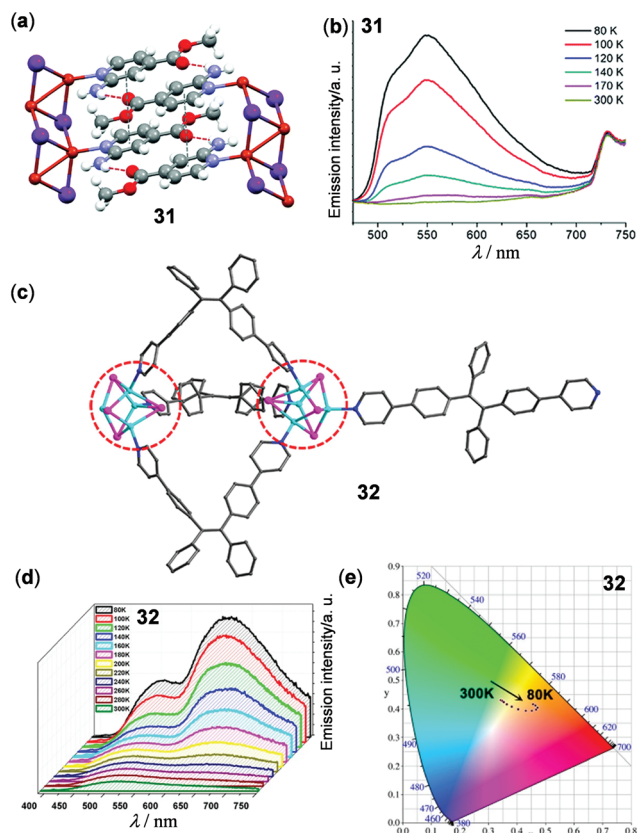 (a)
31
(b)
31
80 K
100 K
120 K
140 K
170 K
300 K
Emission intensity/a. u.
500 550 600 650 700 750
λ / nm
(c)
32
(d)
32
80K
100K
120K
140K
160K
180K
200K
220K
240K
260K
280K
300K
Emission intensity/a. u.
400 450 500 550 600 650 700 750
λ / nm
(e)
32
0.9
0.8
0.7
0.6
0.5
y
0.4
0.3
0.2
0.1
0.0
520
540
560
500
580
300K
80K
600
620
700
490
480
470
460
380
0.0 0.1 0.2 0.3 0.4 0.5 0.6 0.7 0.8